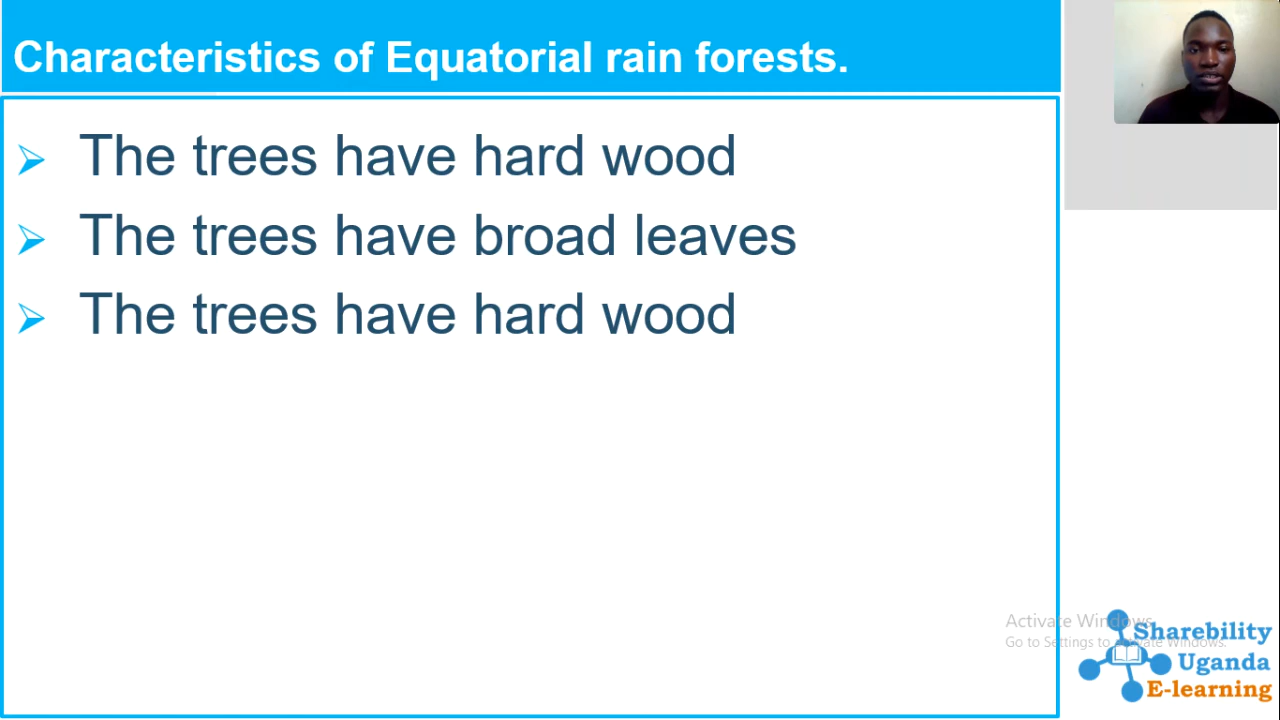 Characteristics of Equatorial rain forests.
➢ The trees have hard wood
➢ The trees have broad leaves
➢ The trees have hard wood
Activate Windows
Go to Settings to activate Windows.
Sharebility
Uganda
E-learning